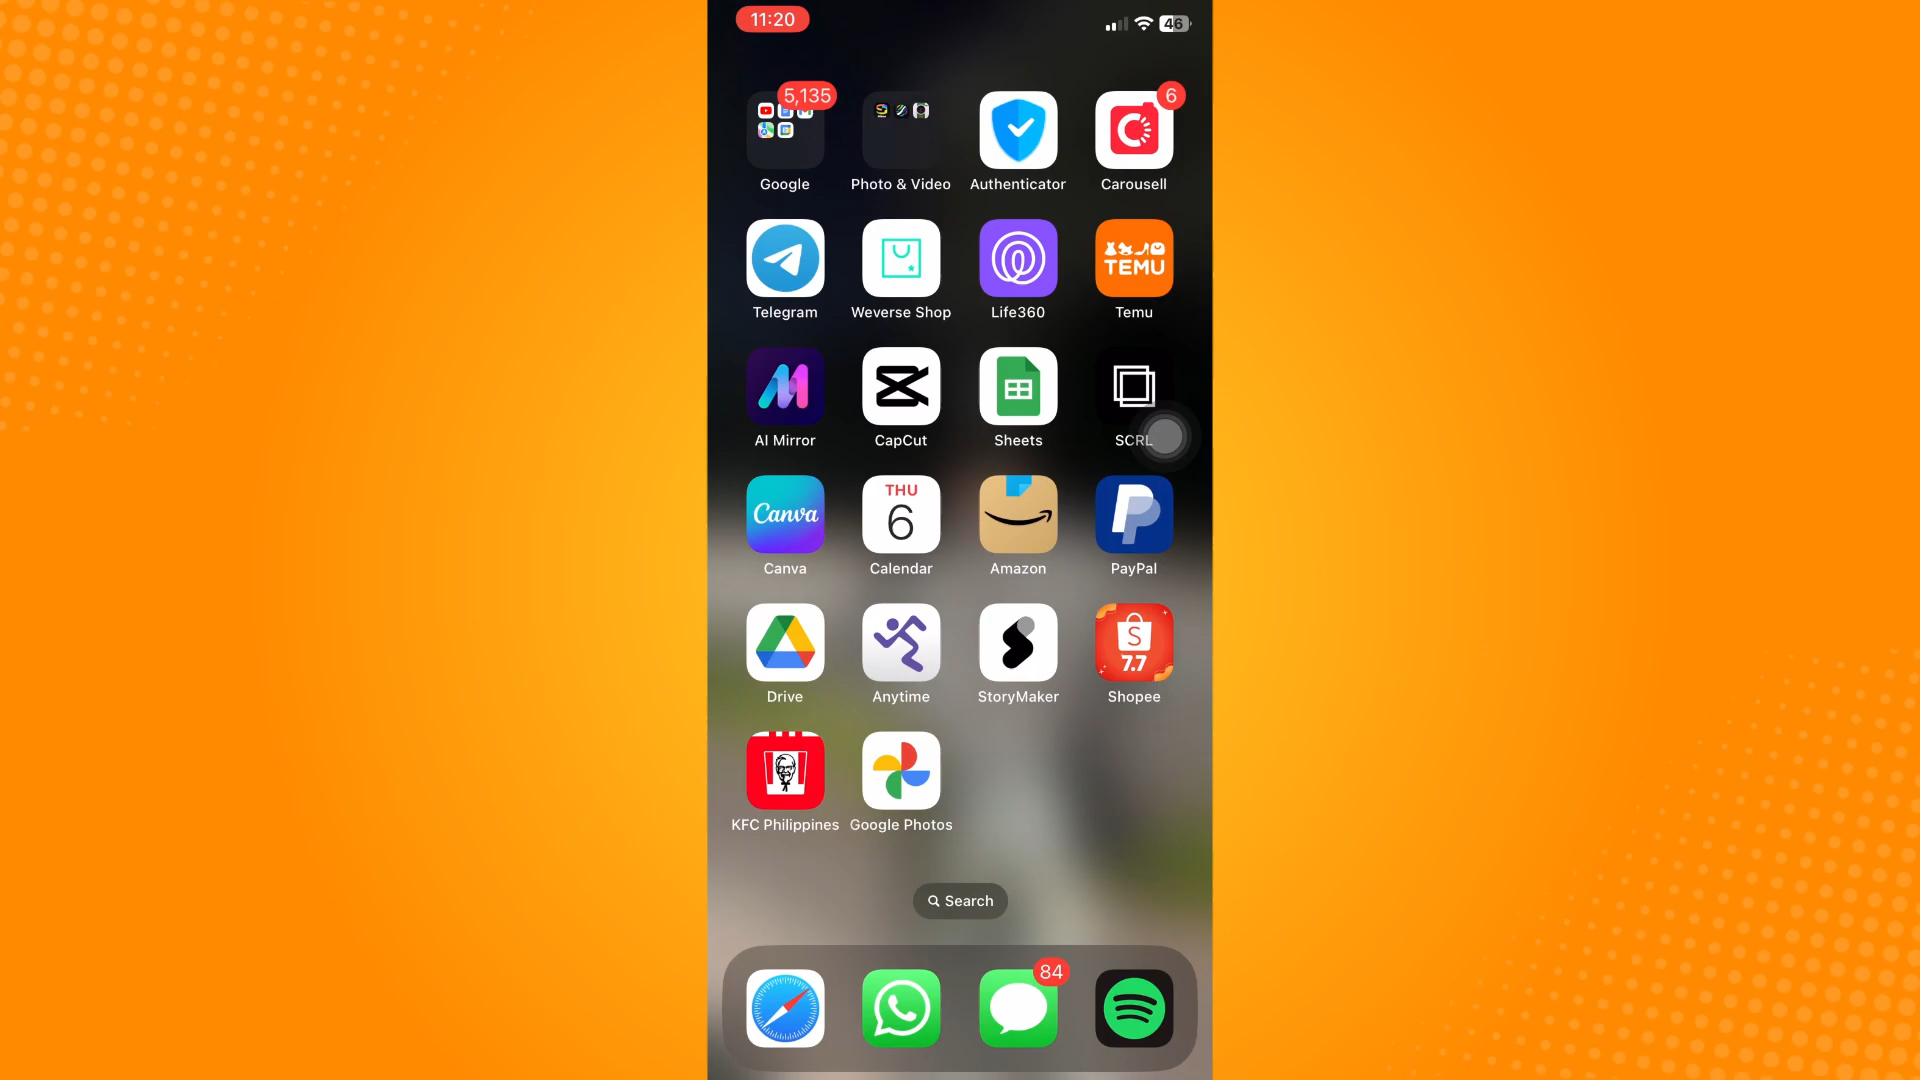 11:20
46
5,135
6
Google
Photo & Video
Authenticator
Carousell
TEMU
Telegram
Weverse Shop
Life360
Temu
AI Mirror
CapCut
Sheets
SCRL
Canva
THU
6
Canva
Calendar
Amazon
PayPal
S
7.7
Drive
Anytime
StoryMaker
Shopee
KFC Philippines
Google Photos
Search
84